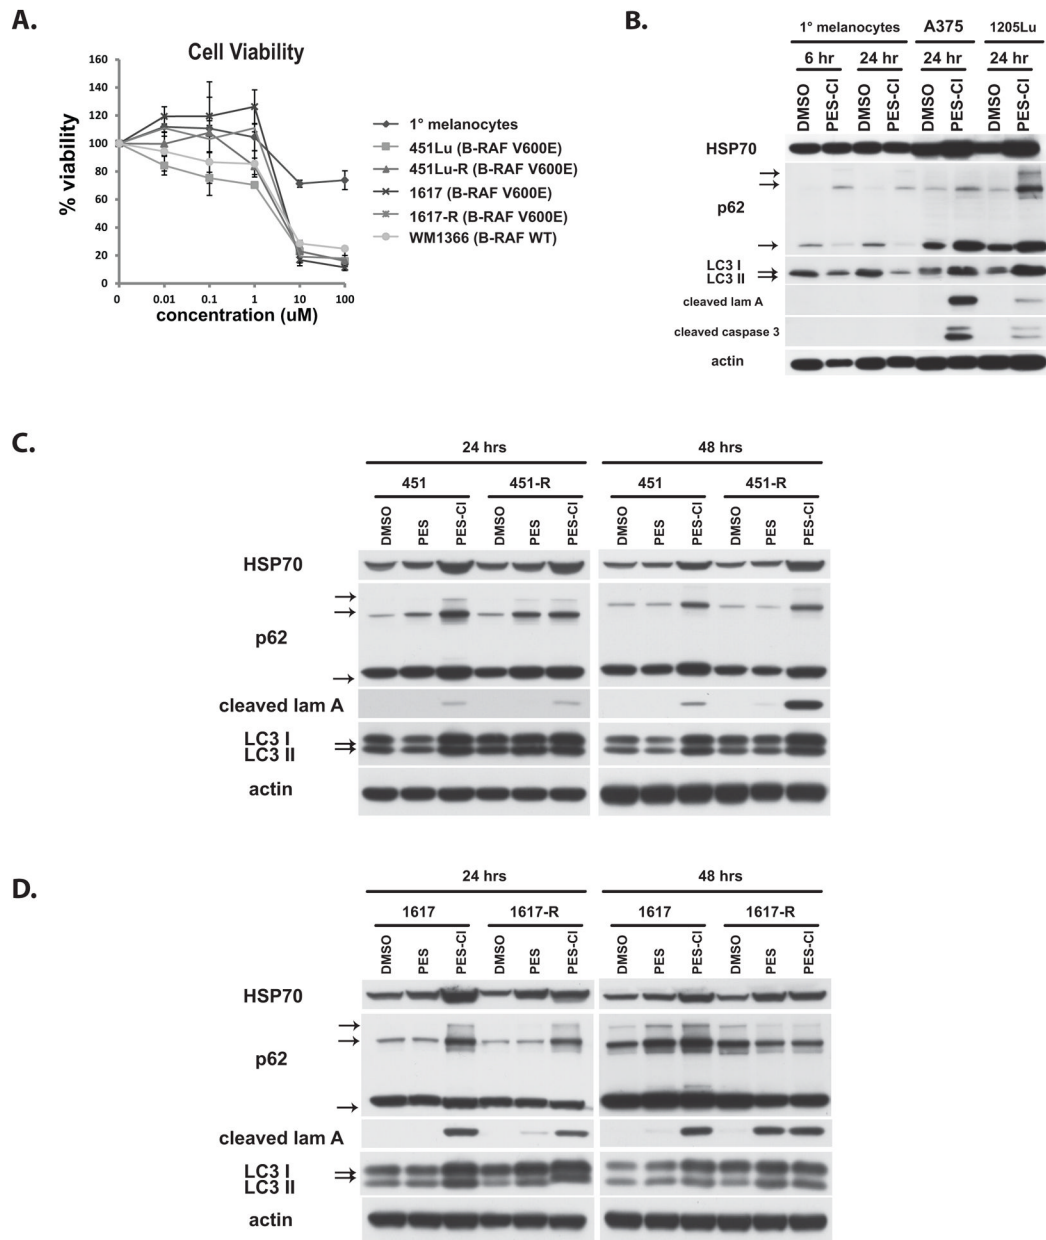 A.
Cell Viability
160
140
120
100
80
60
40
20
0
% viability
0 0.01 0.1 1 10 100
concentration (uM)
1° melanocytes
451Lu (B-RAF V600E)
451Lu-R (B-RAF V600E)
1617 (B-RAF V600E)
1617-R (B-RAF V600E)
WM1366 (B-RAF WT)
B.
1° melanocytes A375 1205Lu
6 hr 24 hr 24 hr 24 hr
DMSO PES-Cl DMSO PES-Cl DMSO PES-Cl DMSO PES-Cl
HSP70
p62
LC3 I
LC3 II
cleaved lam A
cleaved caspase 3
actin
C.
24 hrs 48 hrs
451 451-R 451 451-R
DMSO PES PES-Cl DMSO PES PES-Cl DMSO PES PES-Cl DMSO PES PES-Cl
HSP70
p62
cleaved lam A
LC3 I
LC3 II
actin
D.
24 hrs 48 hrs
1617 1617-R 1617 1617-R
DMSO PES PES-Cl DMSO PES PES-Cl DMSO PES PES-Cl DMSO PES PES-Cl
HSP70
p62
cleaved lam A
LC3 I
LC3 II
actin